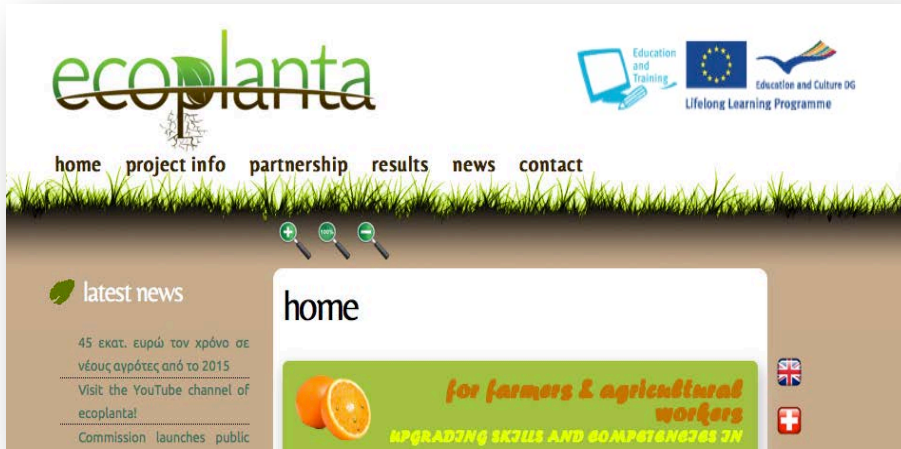 ecoplanta
Education
and
Training
Education and Culture DG
Lifelong Learning Programme
home project info partnership results news contact
100%
latest news
45 εκατ. ευρώ τον χρόνο σε
νέους αγρότες από το 2015
Visit the YouTube channel of
ecoplanta!
Commission launches public
home
for farmers & agricultural
workers
UPGRADING SKILLS AND COMPETENCIES IN